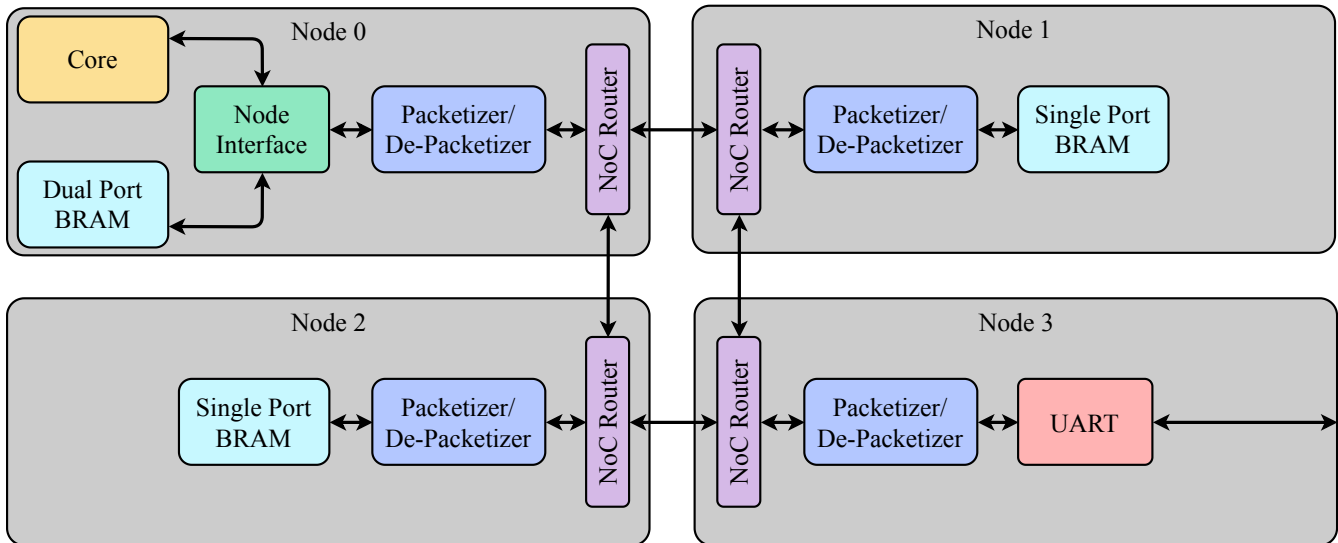 Node 0
Core
Node
Interface
Packetizer/
De-Packetizer
NoC Router
Dual Port
BRAM
Node 1
NoC Router
Packetizer/
De-Packetizer
Single Port
BRAM
Node 2
Single Port
BRAM
Packetizer/
De-Packetizer
NoC Router
Node 3
NoC Router
Packetizer/
De-Packetizer
UART